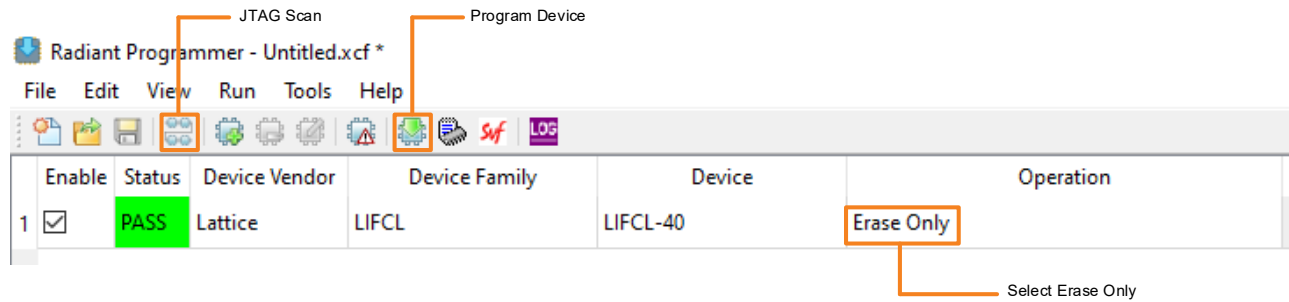 JTAG Scan Program Device
Radiant Programmer - Untitled.xcf *
File Edit View Run Tools Help
Svf LOG
Enable Status Device Vendor Device Family Device Operation
1 PASS Lattice LIFCL LIFCL-40 Erase Only
Select Erase Only